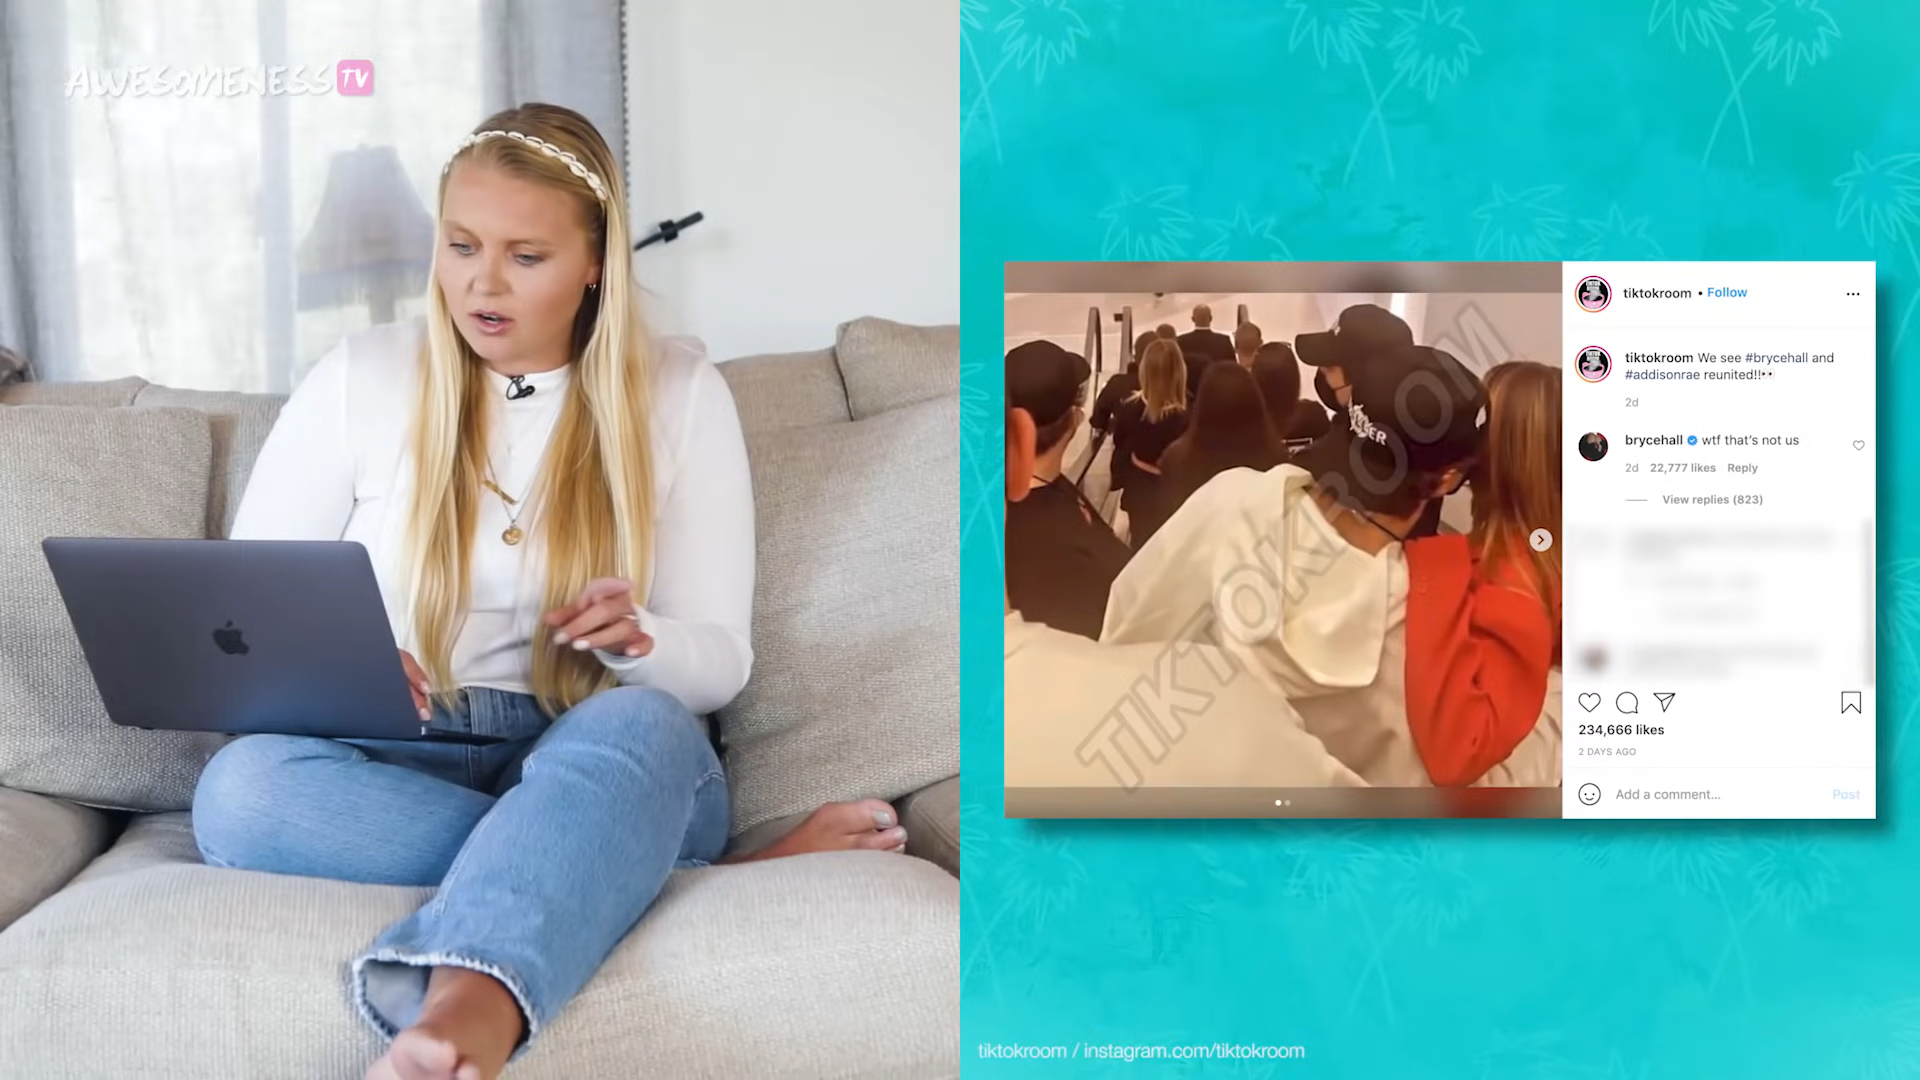 AWESOMENESS TV
TIKTOKROOM
tiktokroom • Follow
tiktokroom We see #brycehall and
#addisonrae reunited!!👀
2d
brycehall wtf that's not us
2d 22,777 likes Reply
View replies (823)
234,666 likes
2 DAYS AGO
Add a comment... Post
tiktokroom / instagram.com/tiktokroom